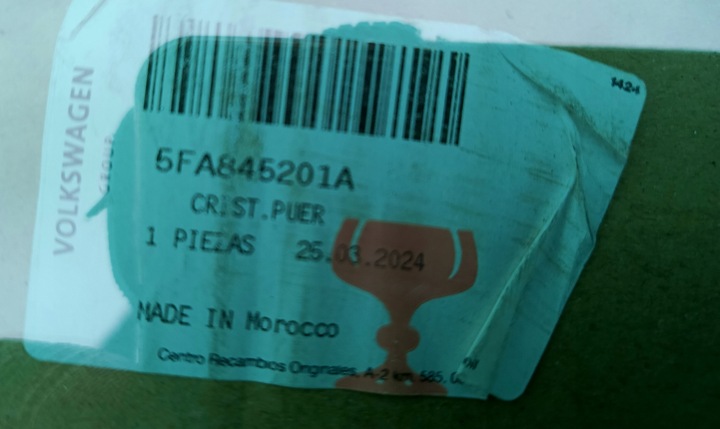 VOLKSWAGEN
GROUP
1424
5FA845201A
CRIST.PUER
1 PIEZAS 25.03.2024
MADE IN Morocco
Centro Recambios Originales, A-2 km 585,